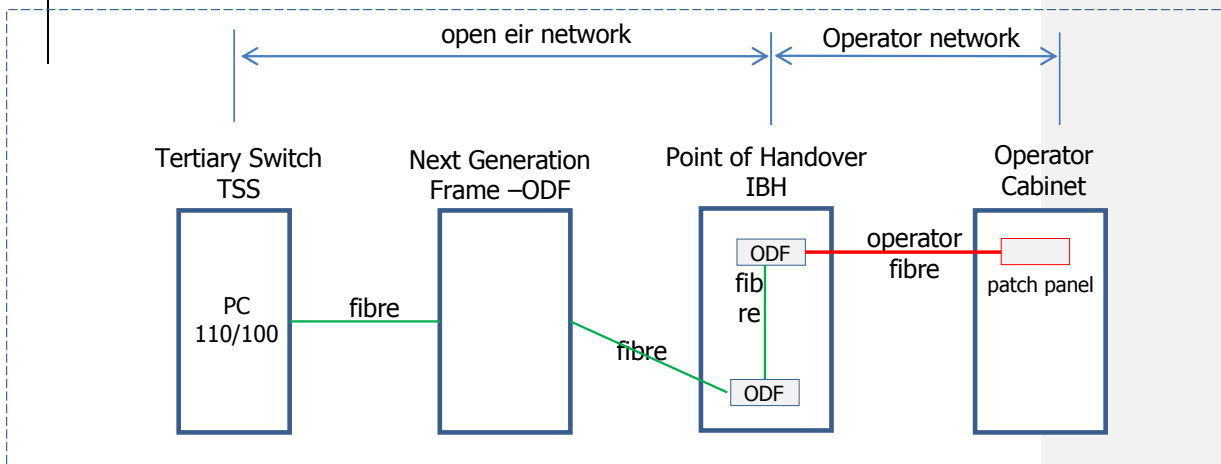 open eir network
Operator network
Tertiary Switch
TSS
Next Generation
Frame –ODF
Point of Handover
IBH
Operator
Cabinet
PC
110/100
fibre
fibre
ODF
fib
re
ODF
operator
fibre
patch panel